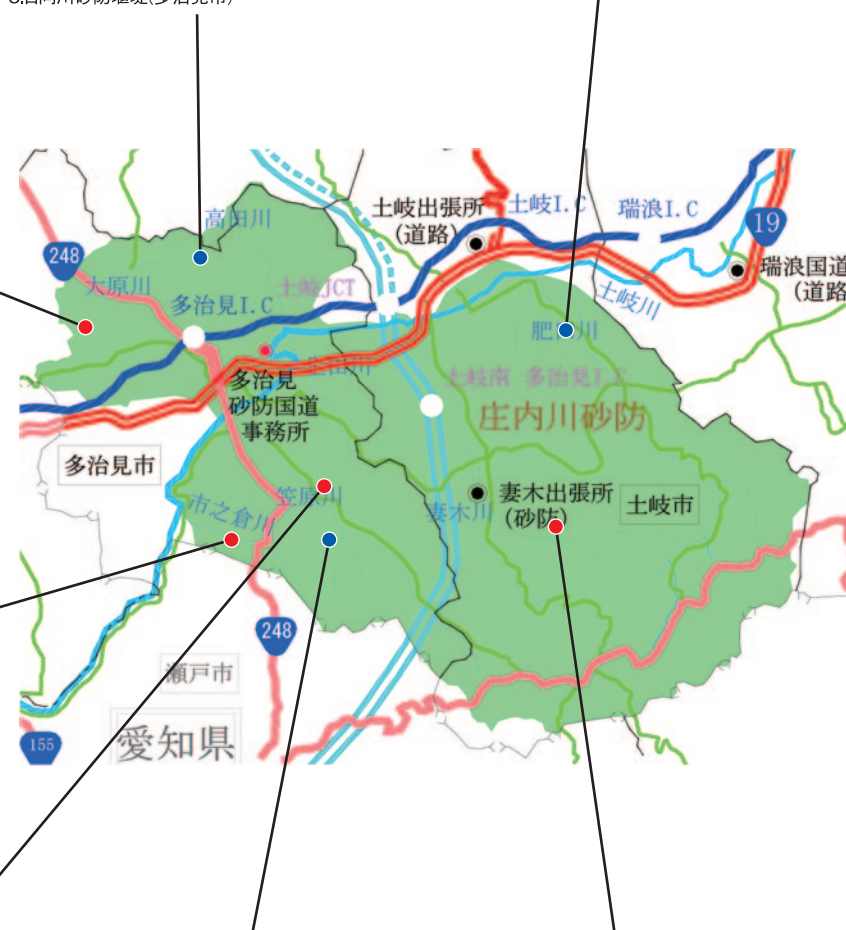 高田川
土岐出張所
(道路)
土岐I.C
瑞浪I.C
19
248
大原川
土岐JCT
多治見I.C
瑞浪国道
(道路
土岐川
肥田川
生田川
多治見
砂防国道
事務所
土岐南 多治見I.C
庄内川砂防
多治見市
笠原川
市之倉川
妻木川
妻木出張所
(砂防)
土岐市
248
瀬戸市
愛知県
155